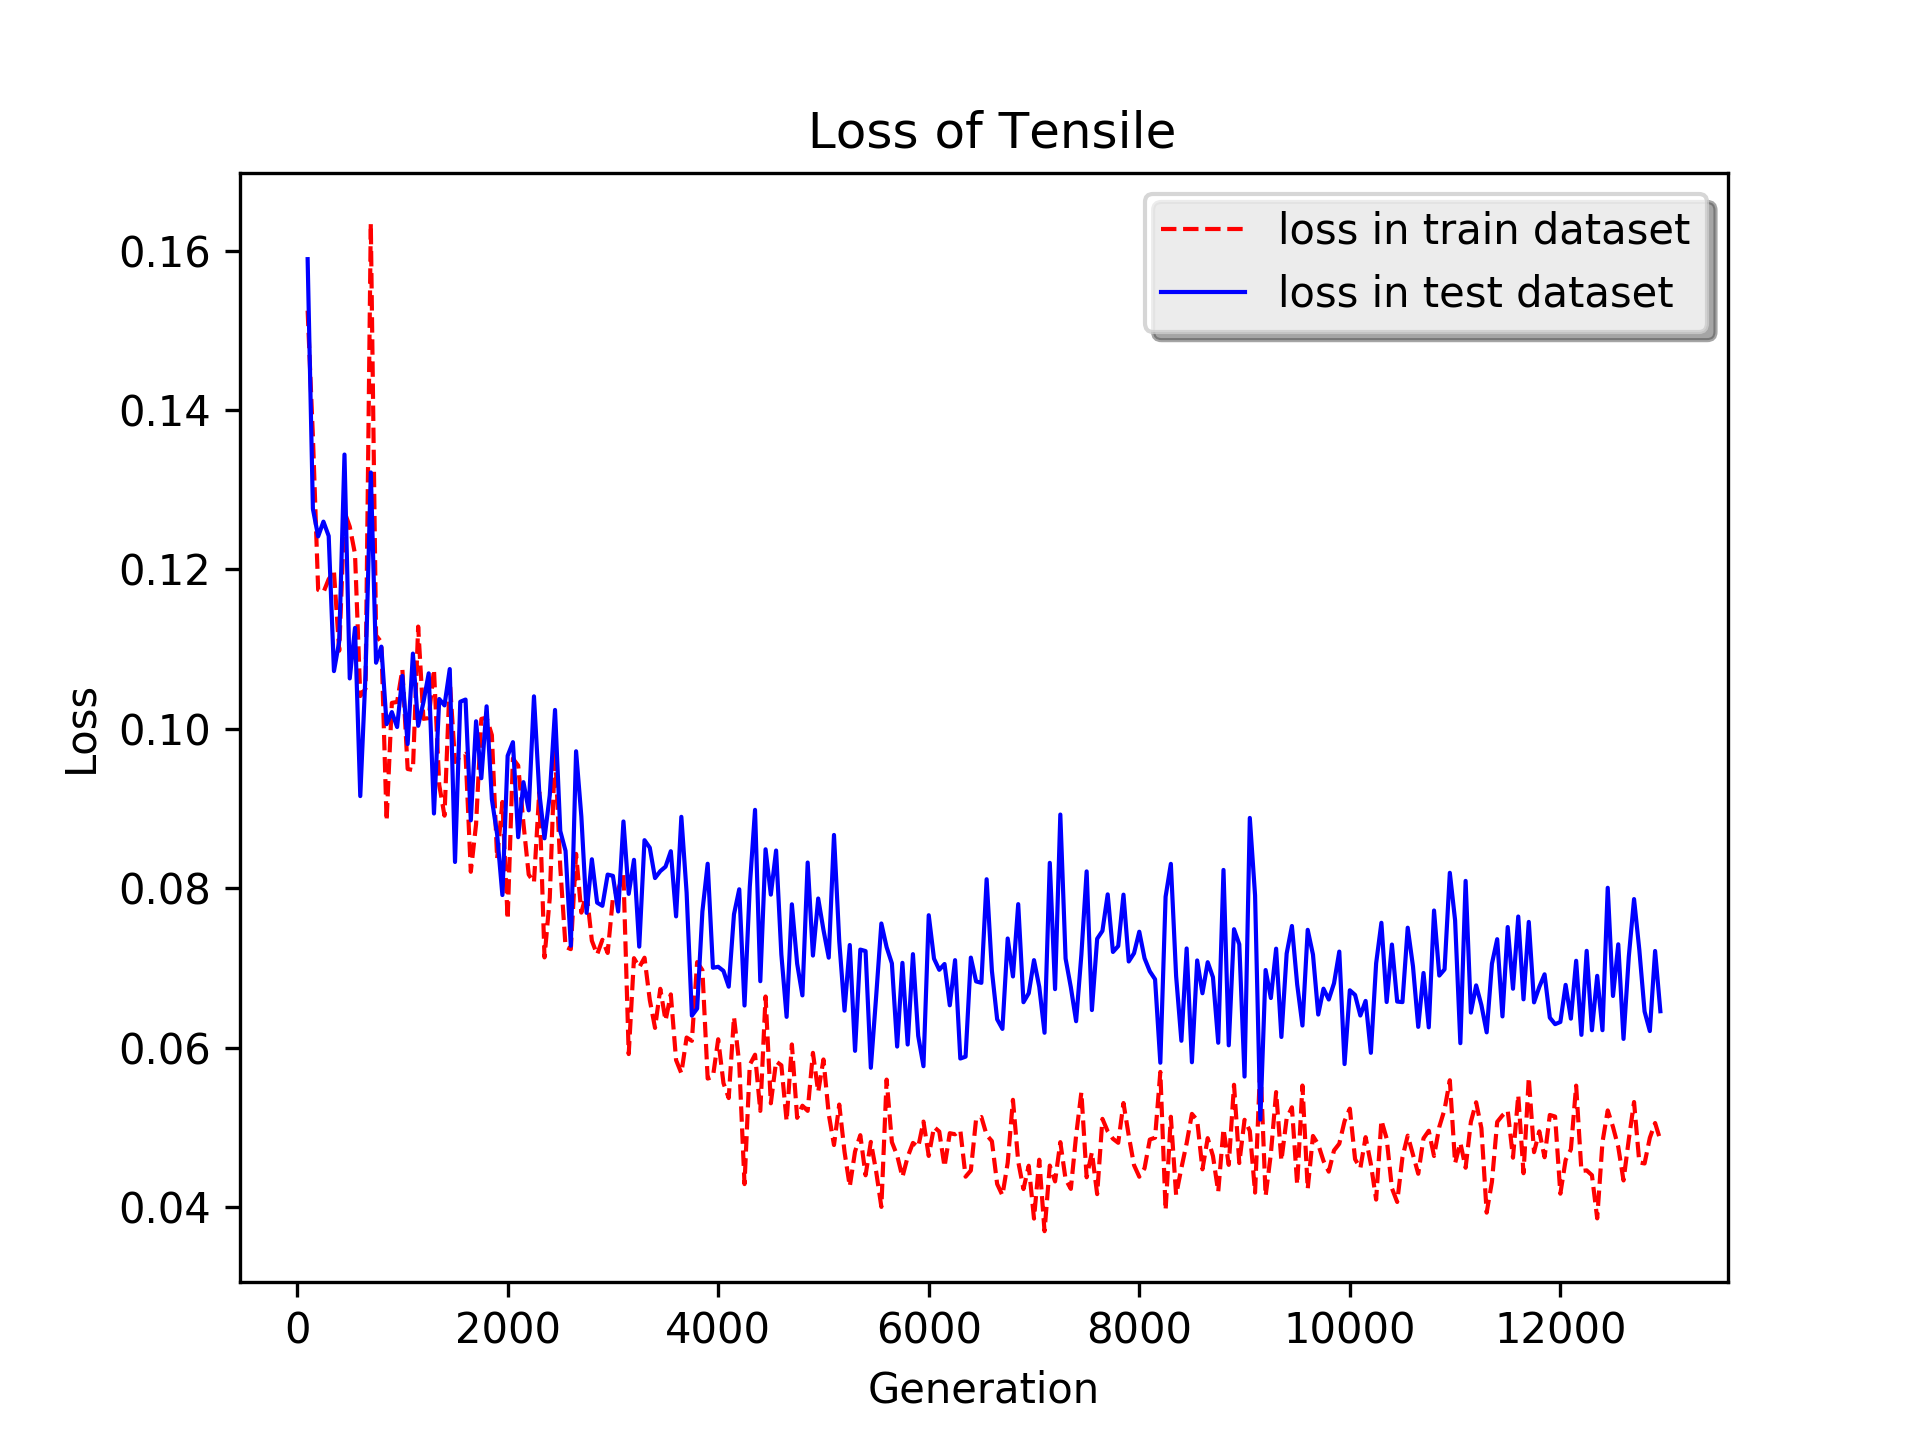 Loss of Tensile
loss in train dataset
loss in test dataset
0.16
0.14
0.12
0.10
0.08
0.06
0.04
Loss
0 2000 4000 6000 8000 10000 12000
Generation